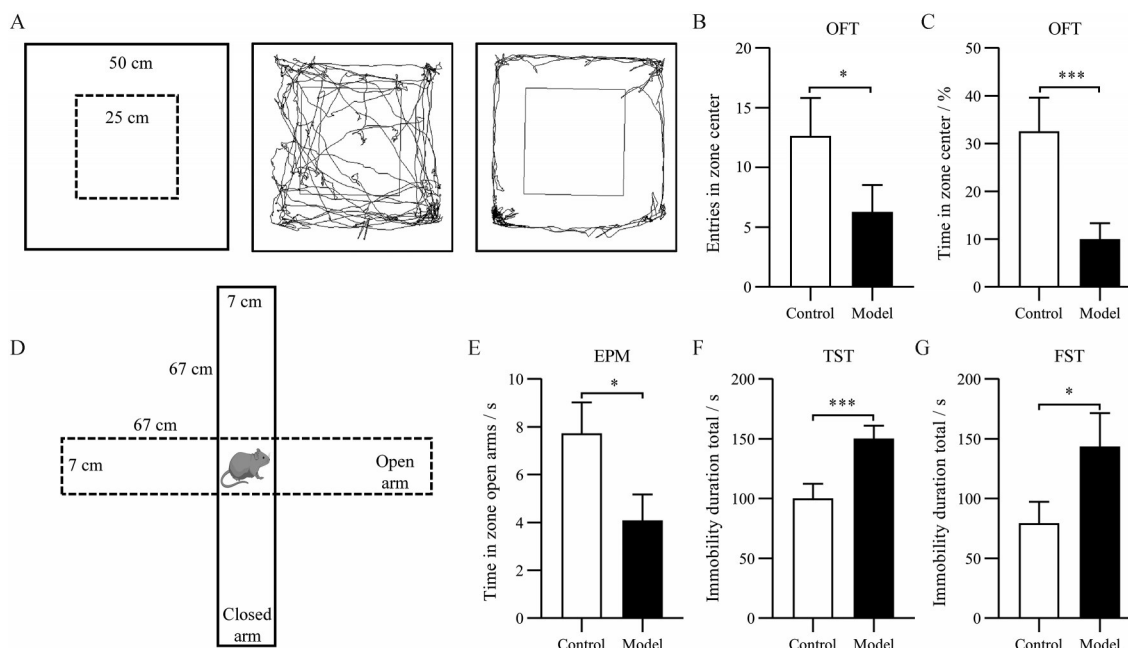 A
50 cm
25 cm
B
OFT
Entries in zone center
20
15
10
5
0
*
Control
Model
C
OFT
Time in zone center / %
50
40
30
20
10
0
***
Control
Model
D
7 cm
67 cm
67 cm
7 cm
Open
arm
Closed
arm
E
EPM
Time in zone open arms / s
10
8
6
4
2
0
*
Control
Model
F
TST
Immobility duration total / s
200
150
100
50
0
***
Control
Model
G
FST
Immobility duration total / s
200
150
100
50
0
*
Control
Model